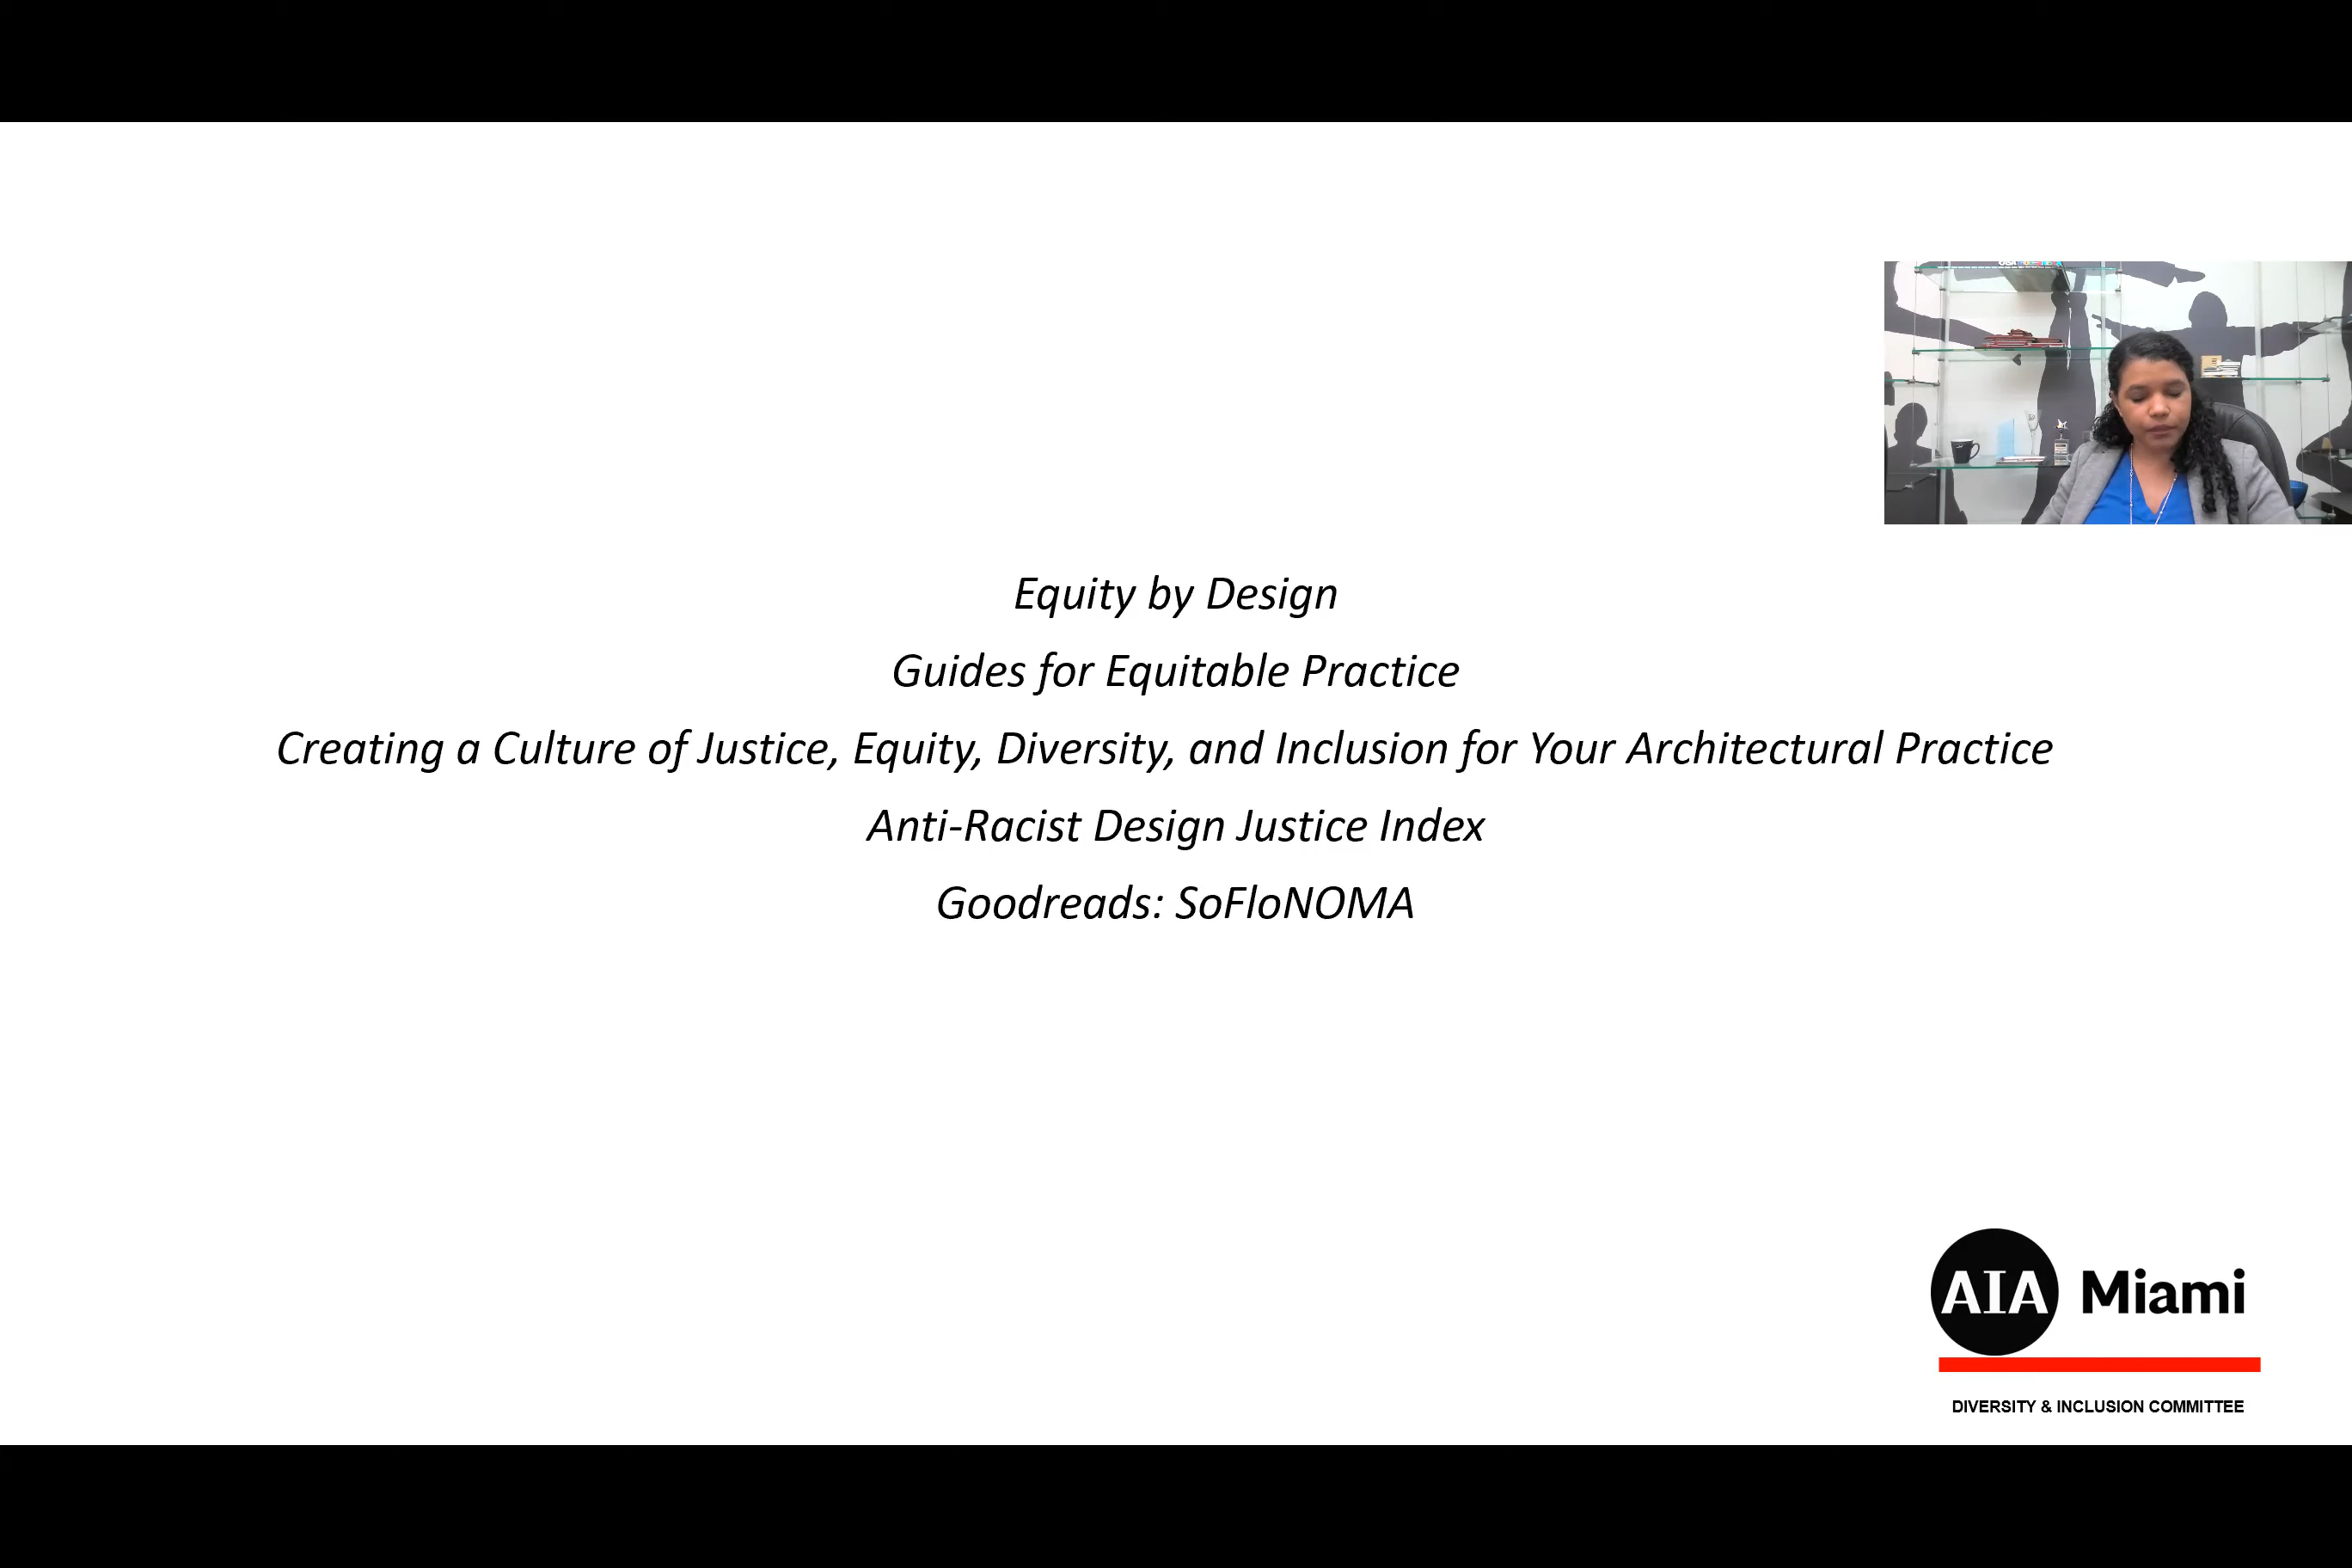 Equity by Design
Guides for Equitable Practice
Creating a Culture of Justice, Equity, Diversity, and Inclusion for Your Architectural Practice
Anti-Racist Design Justice Index
Goodreads: SoFloNOMA
AIA Miami
DIVERSITY & INCLUSION COMMITTEE